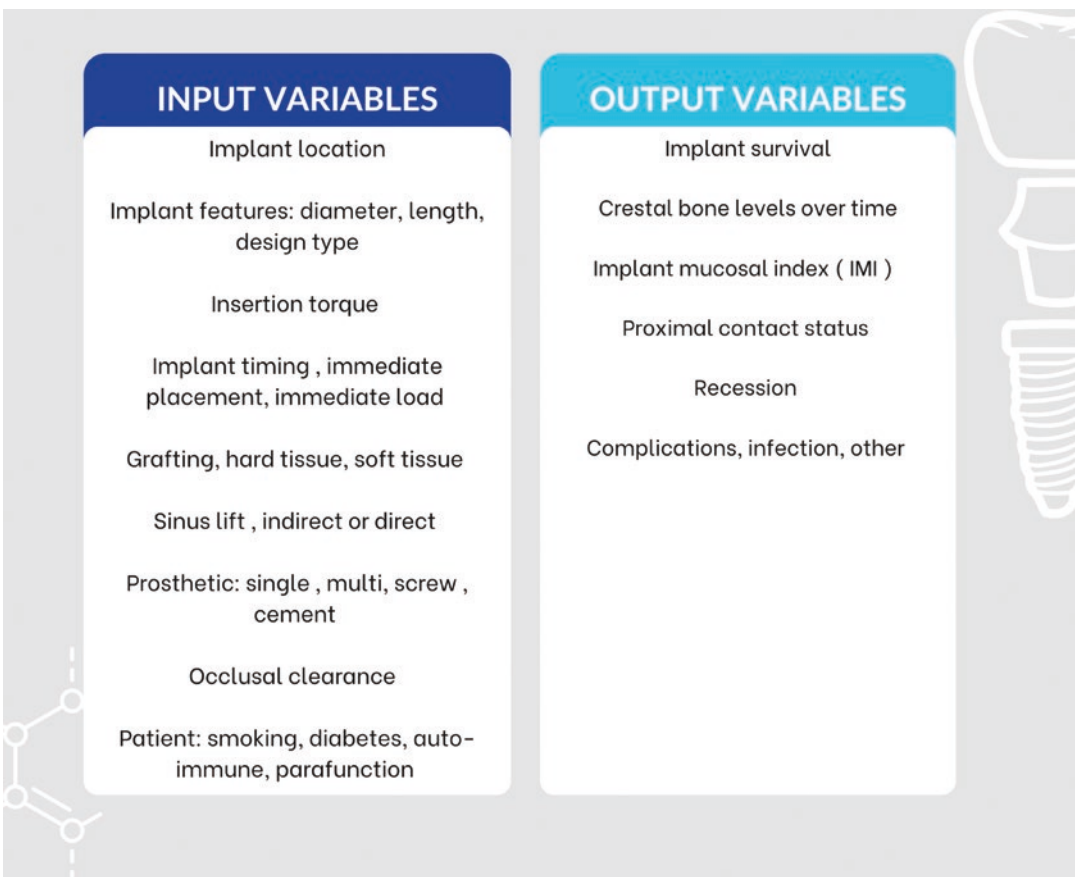 INPUT VARIABLES
Implant location
Implant features: diameter, length,
design type
Insertion torque
Implant timing , immediate
placement, immediate load
Grafting, hard tissue, soft tissue
Sinus lift , indirect or direct
Prosthetic: single , multi, screw ,
cement
Occlusal clearance
Patient: smoking, diabetes, auto-
immune, parafunction
OUTPUT VARIABLES
Implant survival
Crestal bone levels over time
Implant mucosal index ( IMI )
Proximal contact status
Recession
Complications, infection, other